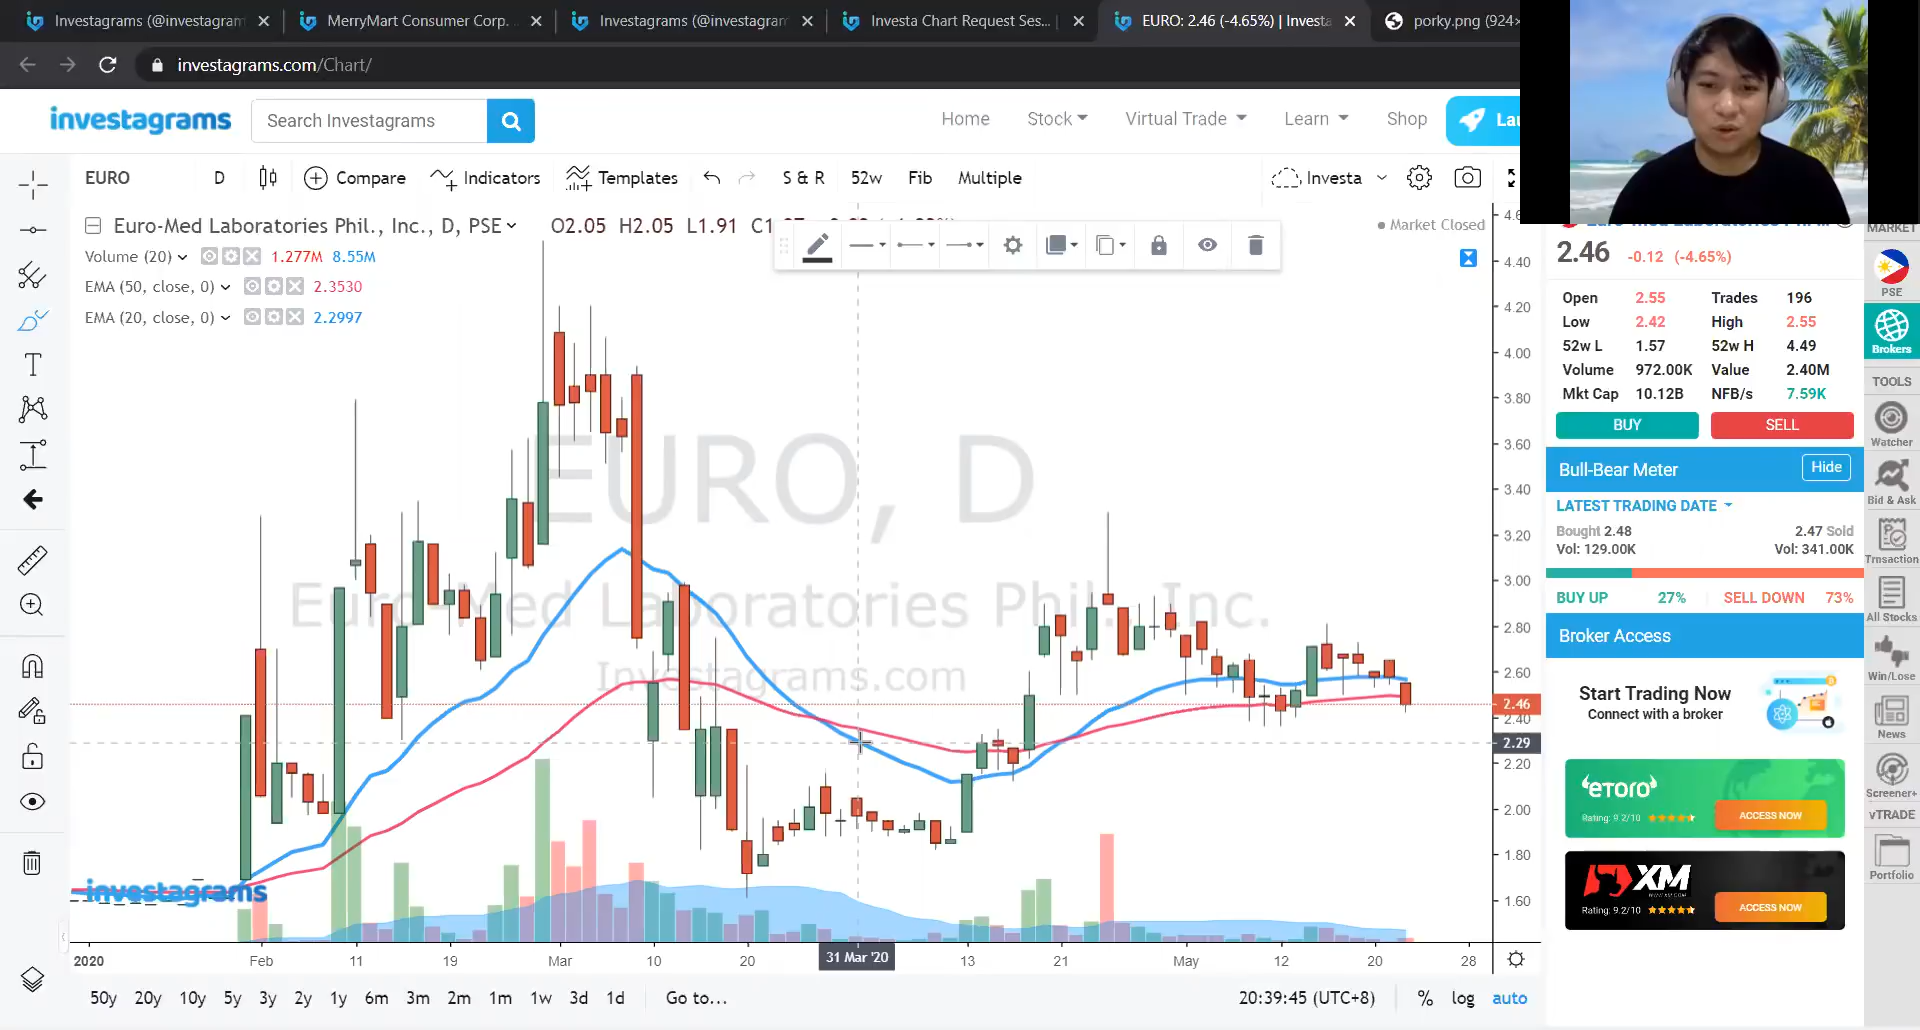 Investagrams (@investagram
MerryMart Consumer Corp.
Investagrams (@investagram
Investa Chart Request Ses...
EURO: 2.46 (-4.65%) | Investa
porky.png (924×
investagrams.com/Chart/
investagrams
Search Investagrams
Home
Stock
Virtual Trade
Learn
Shop
Lau
EURO
D
Compare
Indicators
Templates
S & R
52w
Fib
Multiple
Investa
Euro-Med Laboratories Phil., Inc., D, PSE
O2.05 H2.05 L1.91
Market Closed
Volume (20)
1.277M 8.55M
EMA (50, close, 0)
2.3530
EMA (20, close, 0)
2.2997
EURO, D
Euro-Med Laboratories Phil., Inc.
Investagrams.com
investagrams
4.40
4.20
4.00
3.80
3.60
3.40
3.20
3.00
2.80
2.60
2.46
2.40
2.29
2.20
2.00
1.80
1.60
2020
Feb
11
19
Mar
10
20
31 Mar '20
13
21
May
12
20
28
50y 20y 10y 5y 3y 2y 1y 6m 3m 2m 1m 1w 3d 1d
Go to...
20:39:45 (UTC+8)
% log auto
2.46 -0.12 (-4.65%)
Open 2.55 Trades 196
Low 2.42 High 2.55
52w L 1.57 52w H 4.49
Volume 972.00K Value 2.40M
Mkt Cap 10.12B NFB/s 7.59K
BUY SELL
Bull-Bear Meter Hide
LATEST TRADING DATE
Bought 2.48 2.47 Sold
Vol: 129.00K Vol: 341.00K
BUY UP 27% SELL DOWN 73%
Broker Access
Start Trading Now
Connect with a broker
eToro
Rating: 9.2/10
ACCESS NOW
XM
Rating: 9.2/10
ACCESS NOW
MARKET
PSE
Brokers
TOOLS
Watcher
Bid & Ask
Trnsaction
All Stocks
Win/Lose
News
Screener+
vTRADE
Portfolio